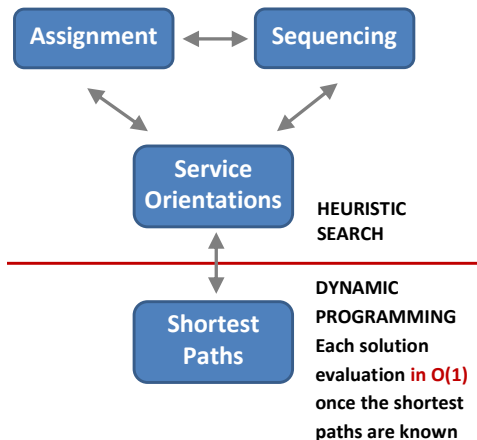 Assignment
Sequencing
Service
Orientations
HEURISTIC
SEARCH
Shortest
Paths
DYNAMIC
PROGRAMMING
Each solution
evaluation in O(1)
once the shortest
paths are known